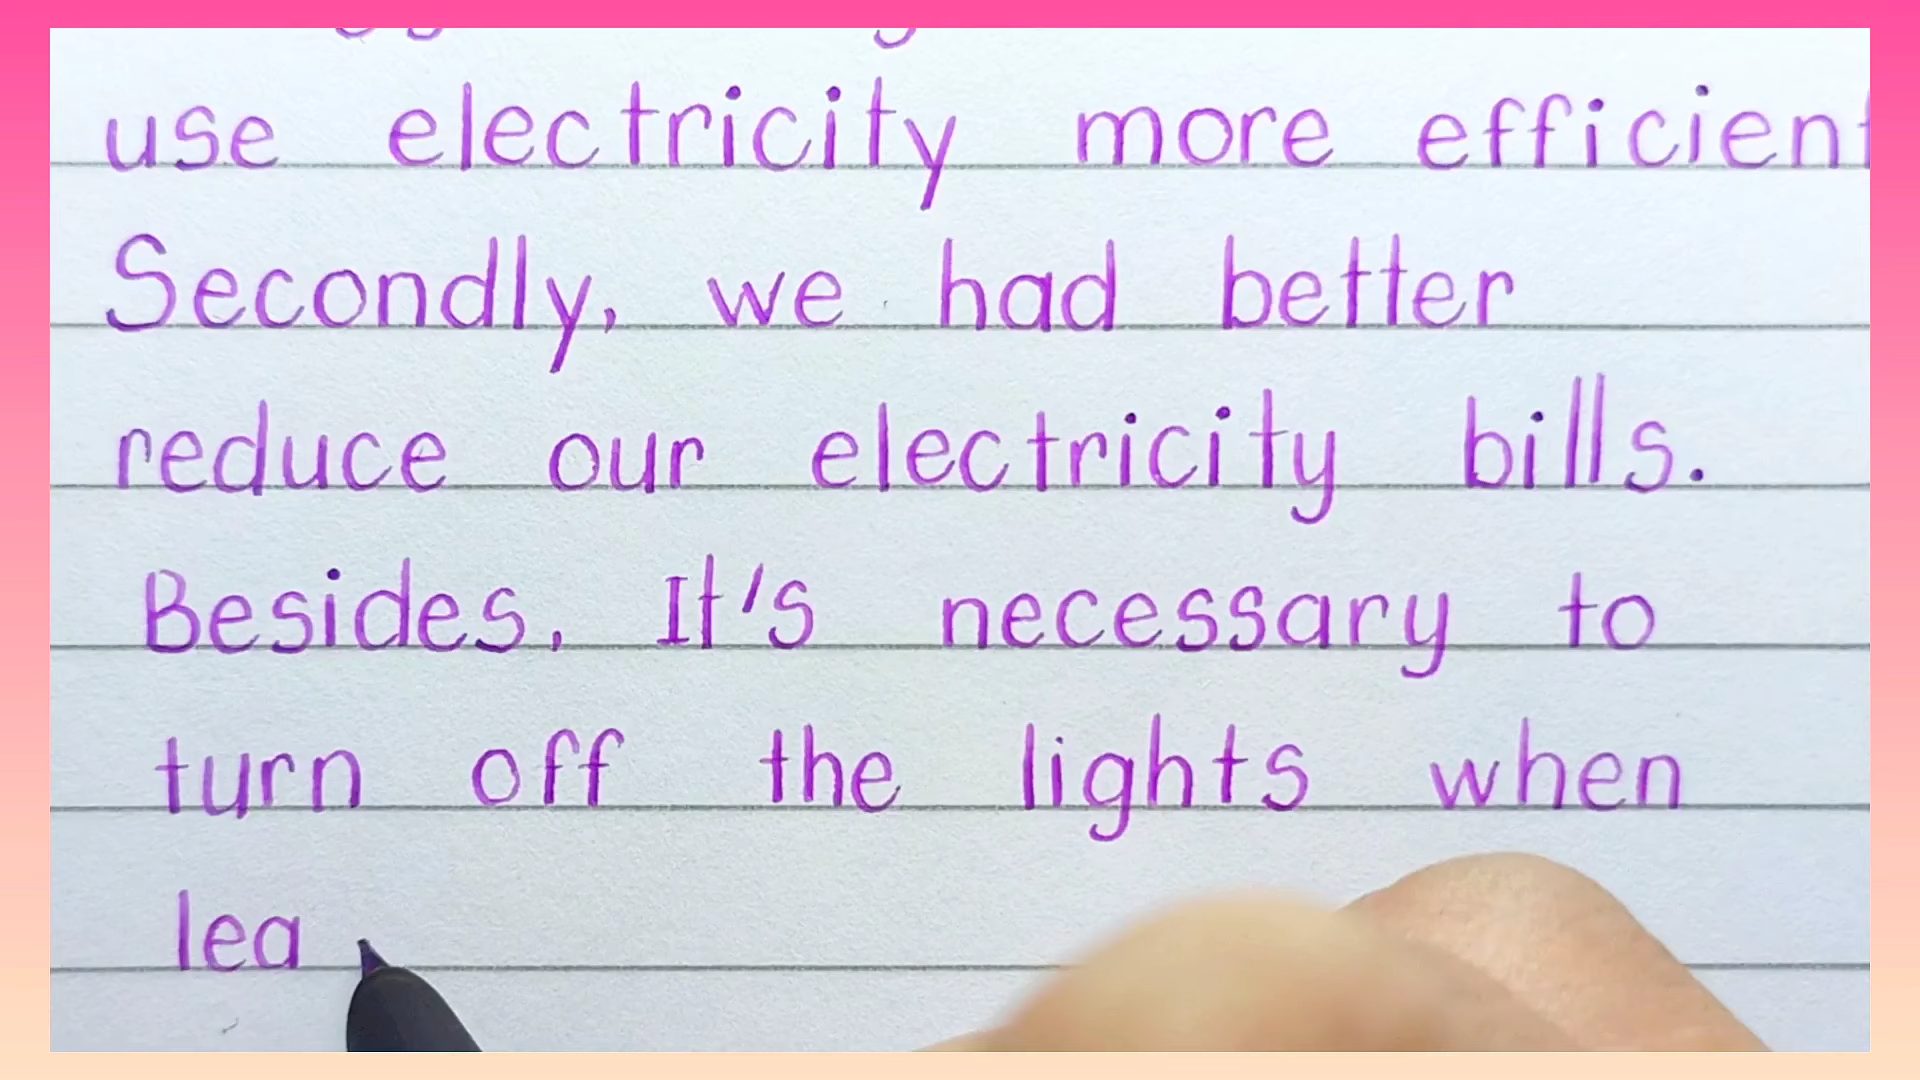 use electricity more efficient
Secondly, we had better
reduce our electricity bills.
Besides, It's necessary to
turn off the lights when
lea